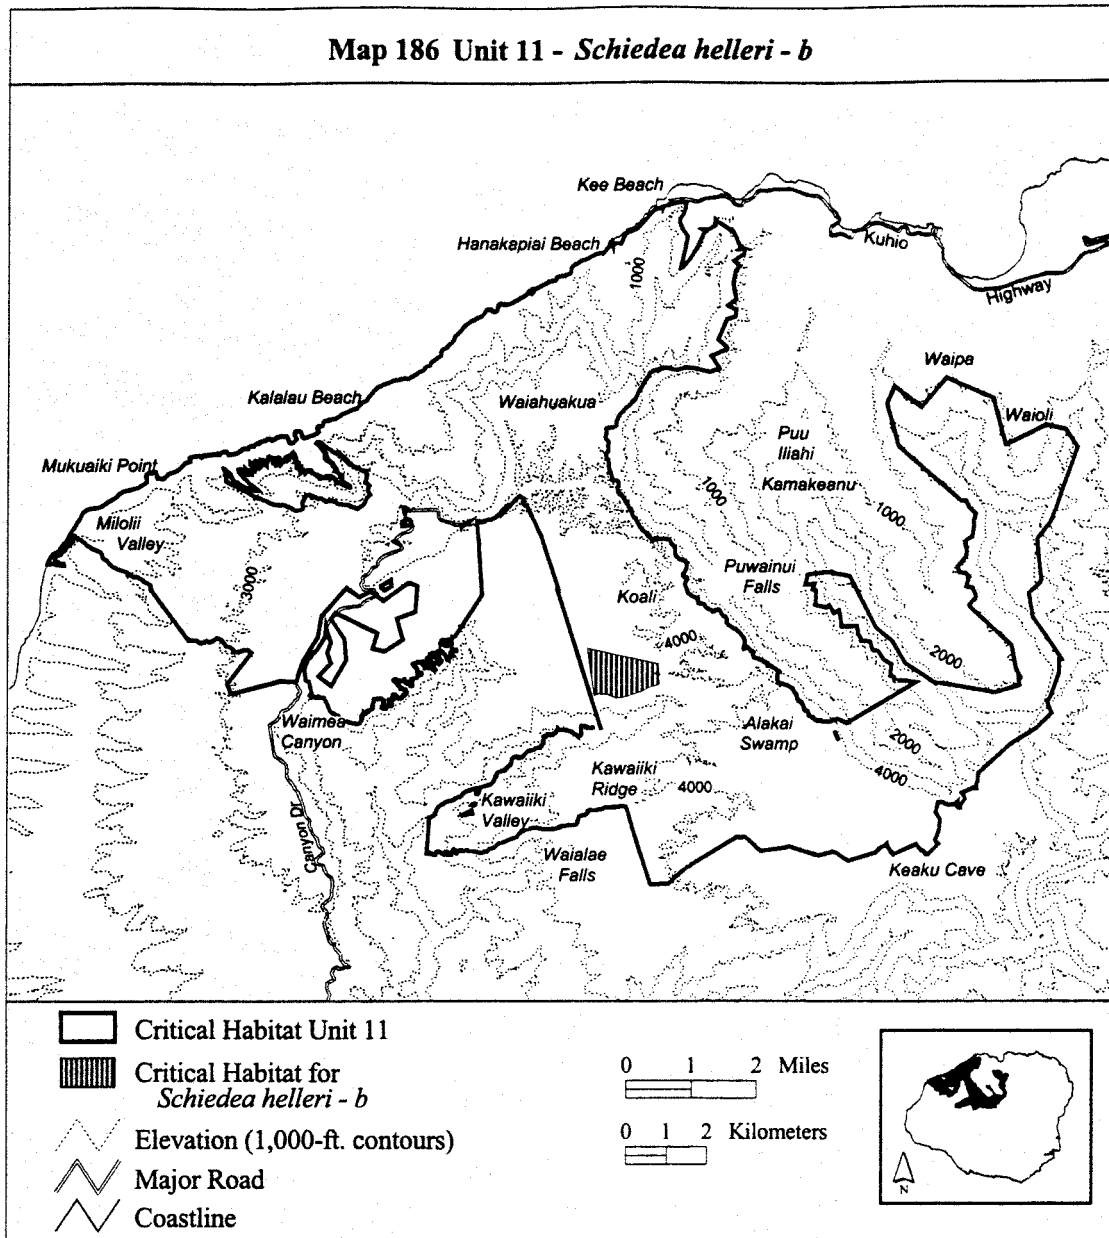 Map 186 Unit 11 - Schiedea helleri - b
Kee Beach
Hanakapiai Beach
Kuhio
Highway
1000
Waipa
Kalalau Beach
Waiahuakua
Waioli
Puu
Iliahi
Mukuaiki Point
Kamakeanu
1000
1000
Milolii
Valley
3000
Puwainui
Falls
Koali
4000
2000
Waimea
Canyon
Alakai
Swamp
2000
4000
Kawaiiki
Ridge
4000
Kawaiiki
Valley
Canyon Dr
Waialae
Falls
Keaku Cave
Critical Habitat Unit 11
Critical Habitat for
Schiedea helleri - b
Elevation (1,000-ft. contours)
Major Road
Coastline
0 1 2 Miles
0 1 2 Kilometers
N